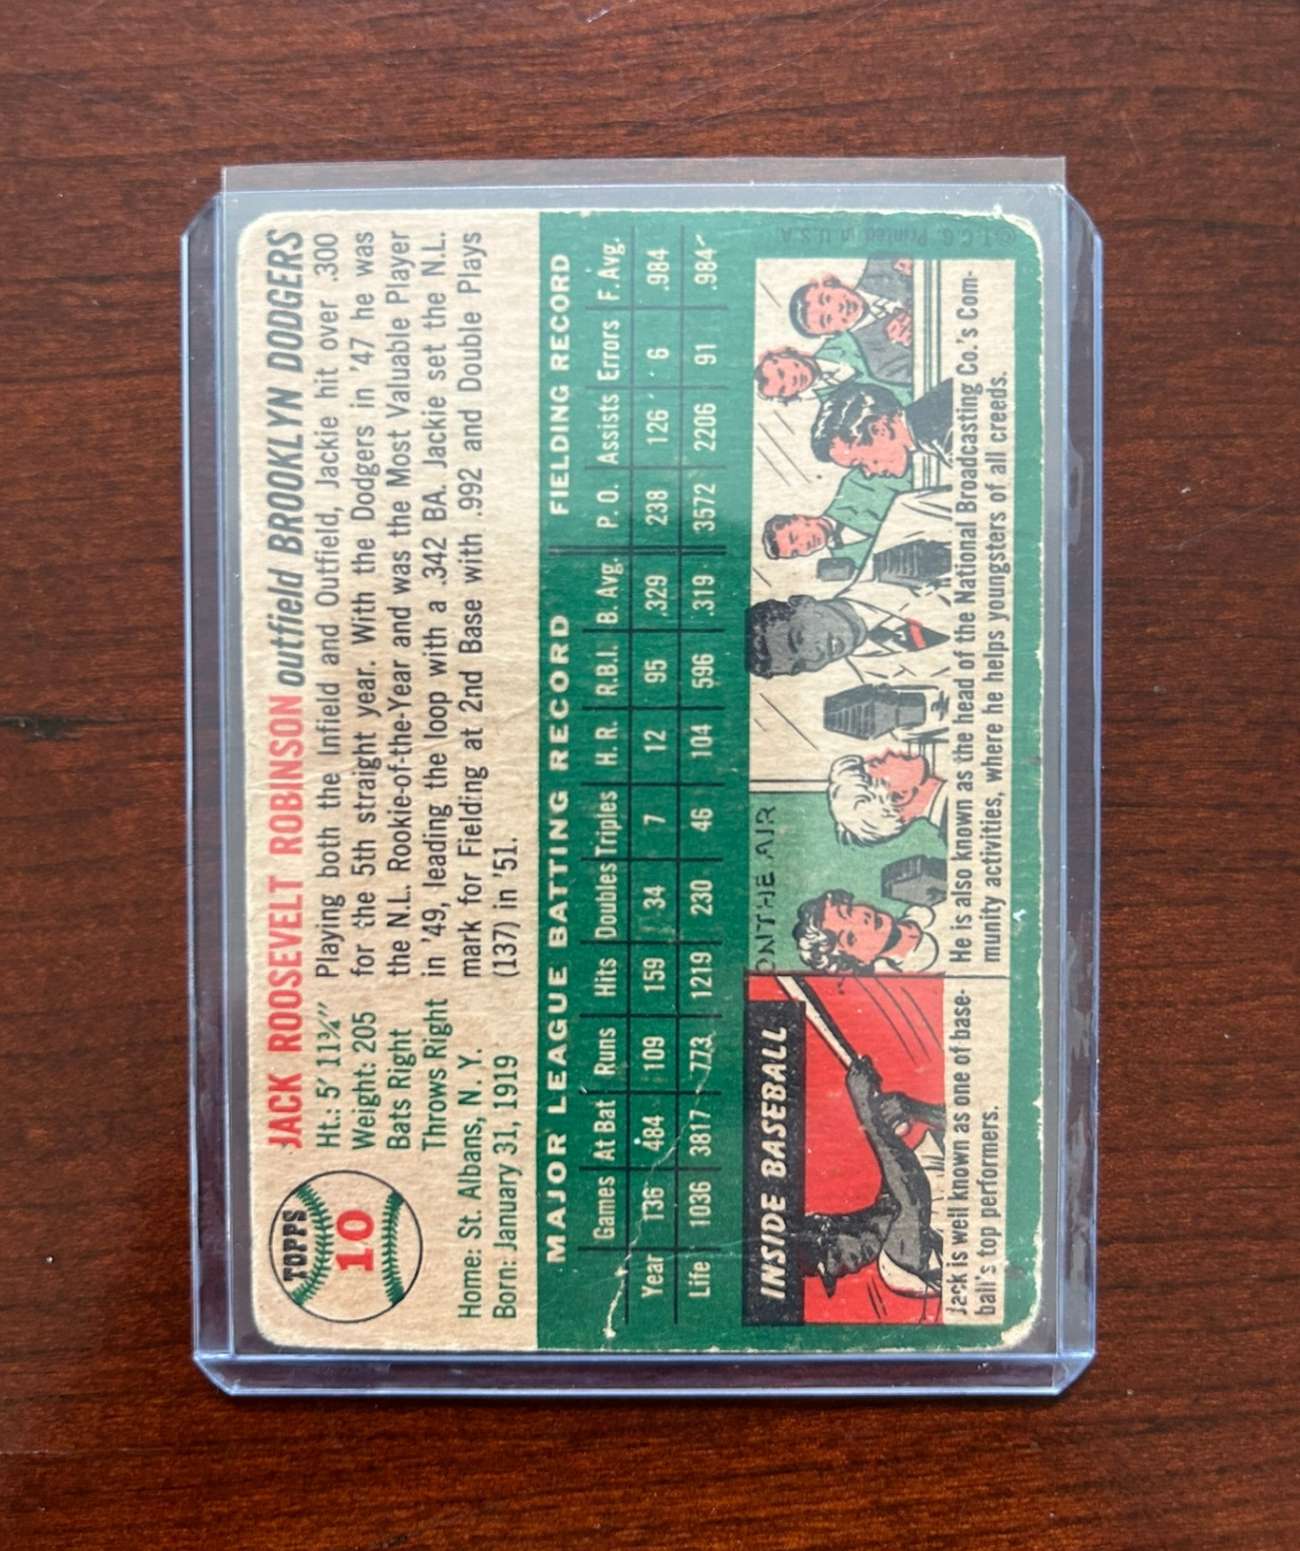 TOPPS
10
JACK ROOSEVELT ROBINSON outfield BROOKLYN DODGERS
Ht.: 5' 11¾"
Weight: 205
Bats Right
Throws Right
Home: St. Albans, N. Y.
Born: January 31, 1919
Playing both the Infield and Outfield, Jackie hit over .300
for the 5th straight year. With the Dodgers in '47 he was
the N.L. Rookie-of-the-Year and was the Most Valuable Player
in '49, leading the loop with a .342 BA. Jackie set the N.L.
mark for Fielding at 2nd Base with .992 and Double Plays
(137) in '51.
MAJOR LEAGUE BATTING RECORD FIELDING RECORD
Games At Bat Runs Hits Doubles Triples H. R. R.B.I. B. Avg. P. O. Assists Errors F. Avg.
Year 136 484 109 159 34 7 12 95 .329 238 126 6 .984
Life 1036 3817 773 1219 230 46 104 596 .319 3572 2206 91 .984
INSIDE BASEBALL
Jack is well known as one of base-
ball's top performers.
ON THE AIR
He is also known as the head of the National Broadcasting Co.'s Com-
munity activities, where he helps youngsters of all creeds.
© T. C. G. Printed in U.S.A.